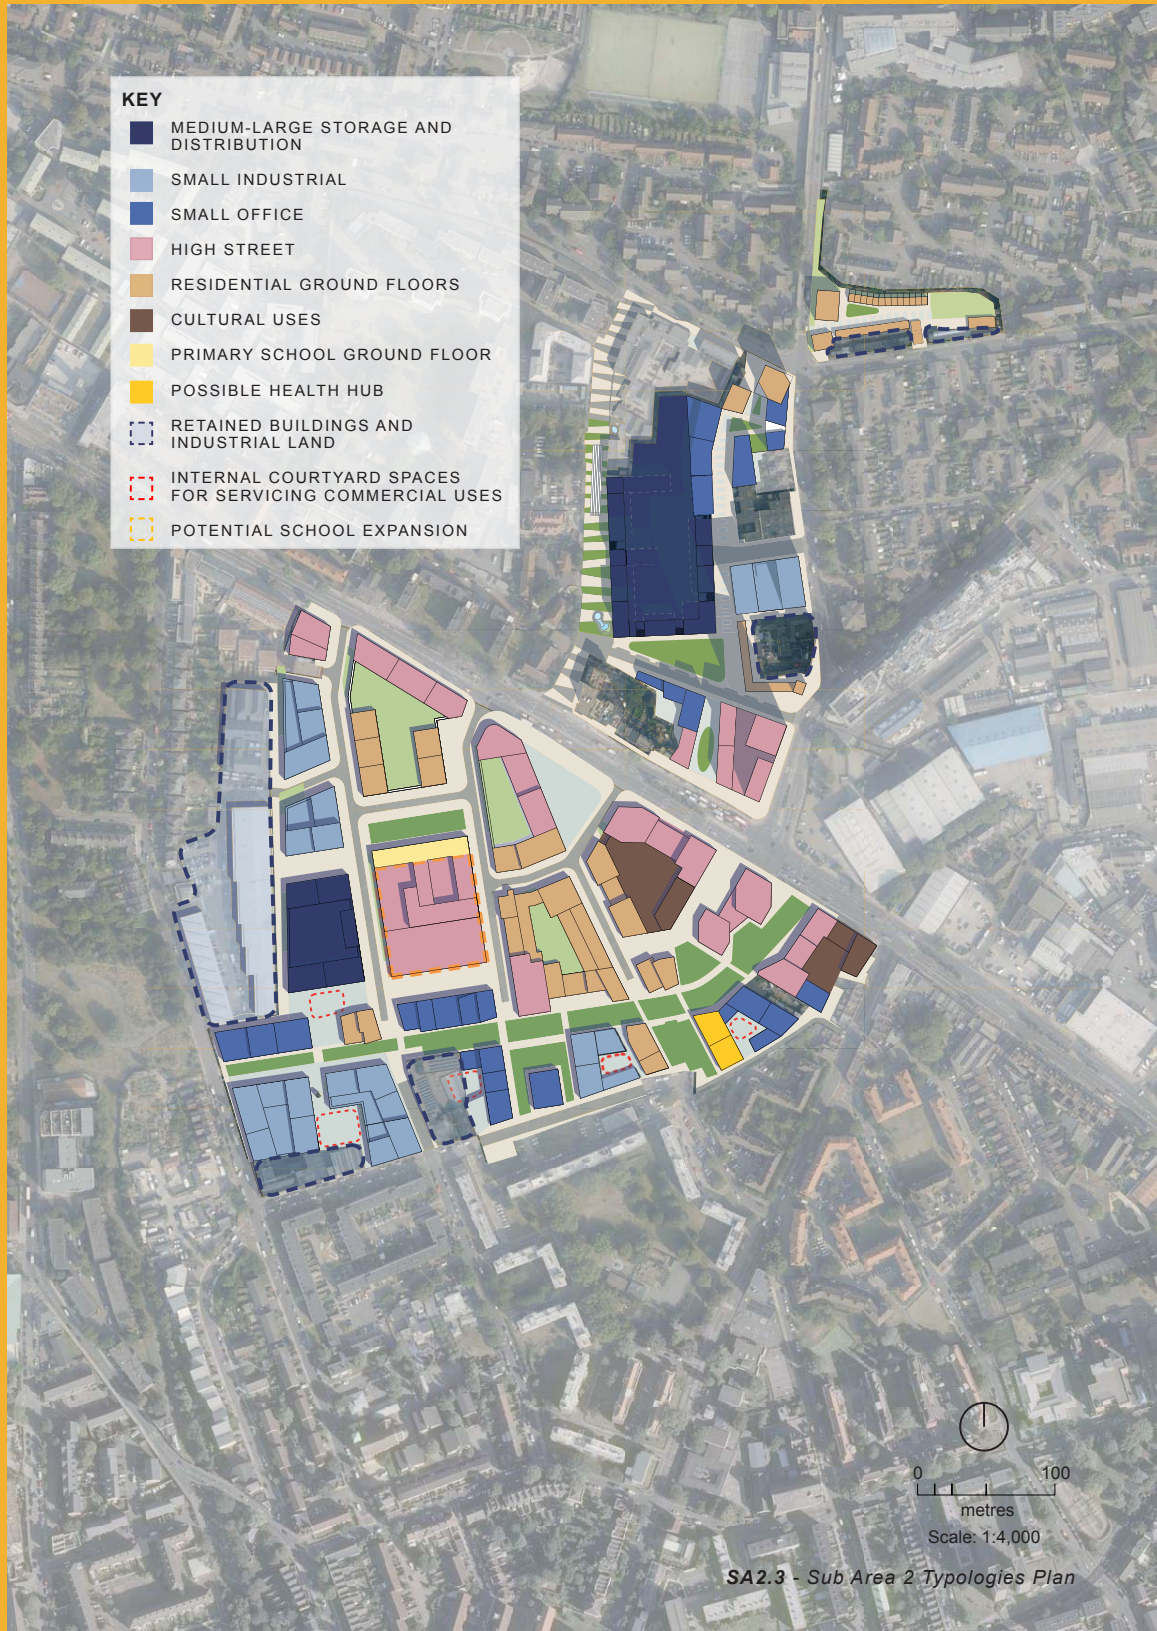 KEY
MEDIUM-LARGE STORAGE AND
DISTRIBUTION
SMALL INDUSTRIAL
SMALL OFFICE
HIGH STREET
RESIDENTIAL GROUND FLOORS
CULTURAL USES
PRIMARY SCHOOL GROUND FLOOR
POSSIBLE HEALTH HUB
RETAINED BUILDINGS AND
INDUSTRIAL LAND
INTERNAL COURTYARD SPACES
FOR SERVICING COMMERCIAL USES
POTENTIAL SCHOOL EXPANSION
0 100
metres
Scale: 1:4,000
SA2.3 - Sub Area 2 Typologies Plan